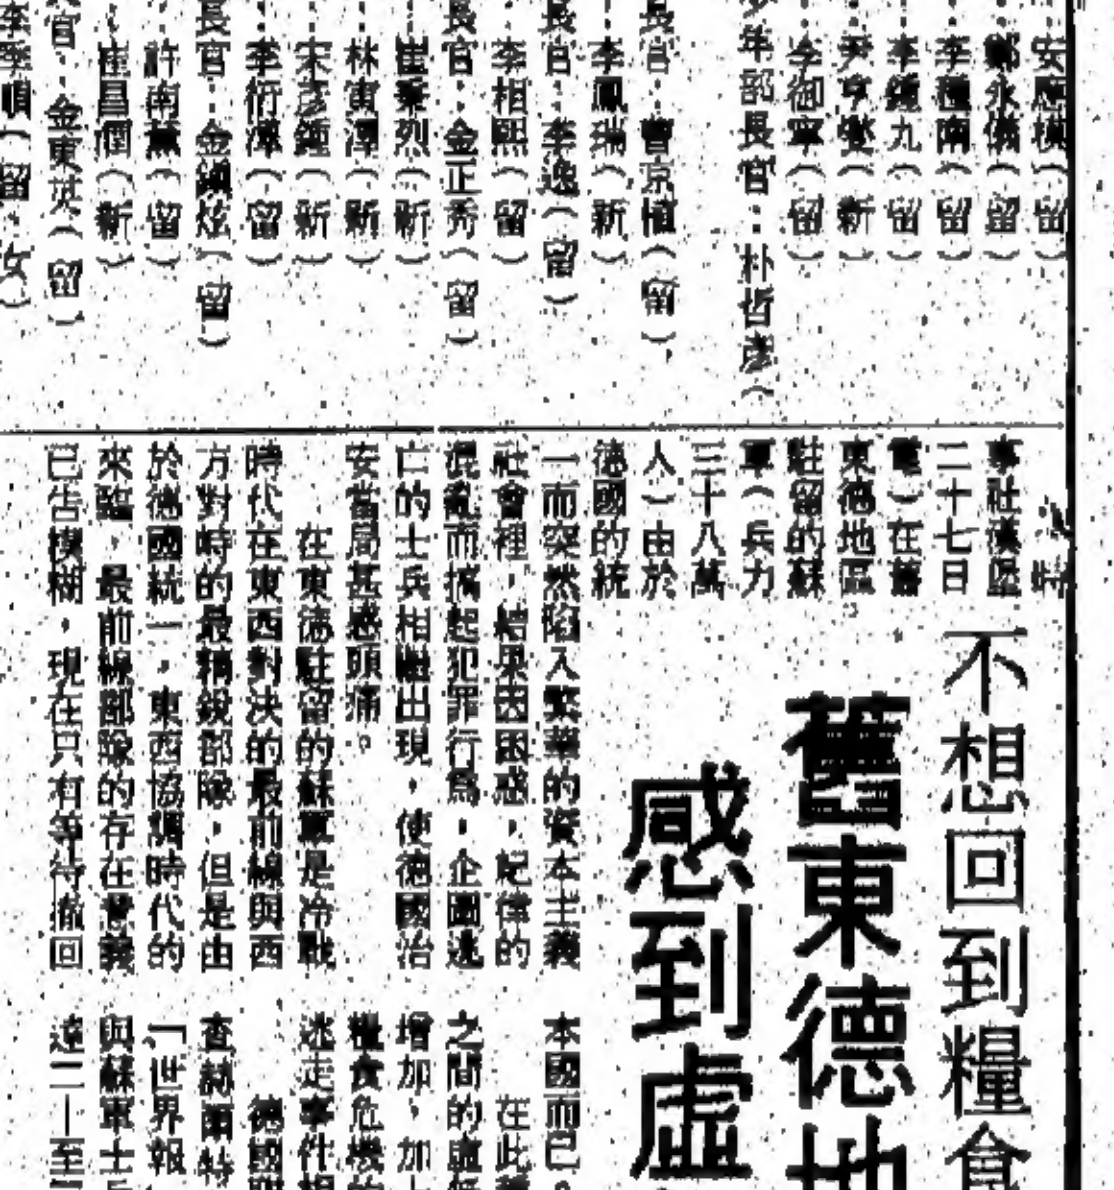 安應模(留)
鄭永儀(留)
李種南(留)
李鍾九(留)
尹亨燮(新)
李御寧(留)
年部長官：朴哲彥(
長官：曹京植(留)
李鳳瑞(新)
長官：李逸(留)
李相熙(留)
長官：金正秀(留)
崔秉烈(新)
林寅澤(新)
宋彥鍾(新)
李衍澤(留)
長官：金鎮炫(留)
許南薰(留)
崔昌潤(新)
官：金東英(留)
李季順(留・女)
不想回到糧食
舊東德地
感到虛
時
事社漢堡
二十七日
電)在舊
東德地區
駐留的蘇
軍(兵力
三十八萬
人)由於
德國的統
一而突然陷入繁華的資本主義
社會裡，結果因困惑，紀律的
混亂而搞起犯罪行為，企圖逃
亡的士兵相繼出現，使德國治
安當局甚感頭痛。
在東德駐留的蘇軍是冷戰
時代在東西對決的最前線與西
方對峙的最精銳部隊，但是由
於德國統一，東西協調時代的
來臨，最前線部隊的存在意義
已告模糊，現在只有等待撤回
本國而已。
在此
之間的虛
增加，加
糧食危機
逃走事件
德國
查赫爾特
「世界報
與蘇軍士
達二十至